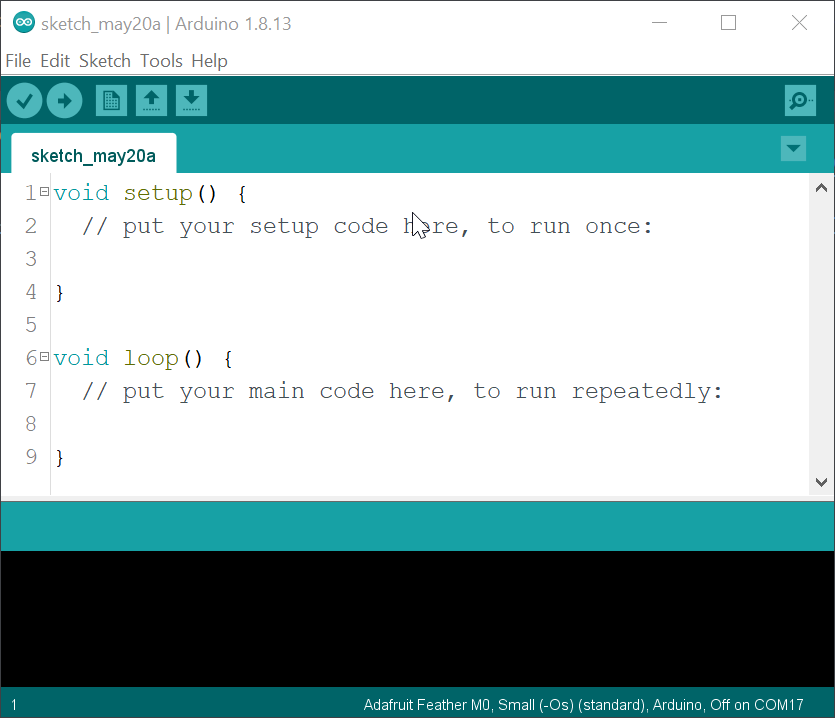 sketch_may20a | Arduino 1.8.13
File Edit Sketch Tools Help
sketch_may20a
1 void setup() {
2   // put your setup code here, to run once:
3
4 }
5
6 void loop() {
7   // put your main code here, to run repeatedly:
8
9 }
1 Adafruit Feather M0, Small (-Os) (standard), Arduino, Off on COM17